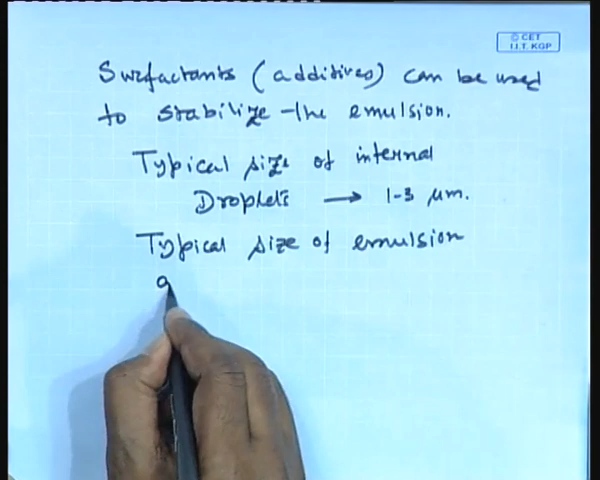 © CET
I.I.T. KGP
Surfactants (additives) can be used
to stabilize the emulsion.
Typical size of internal
Droplets → 1-3 μm.
Typical size of emulsion